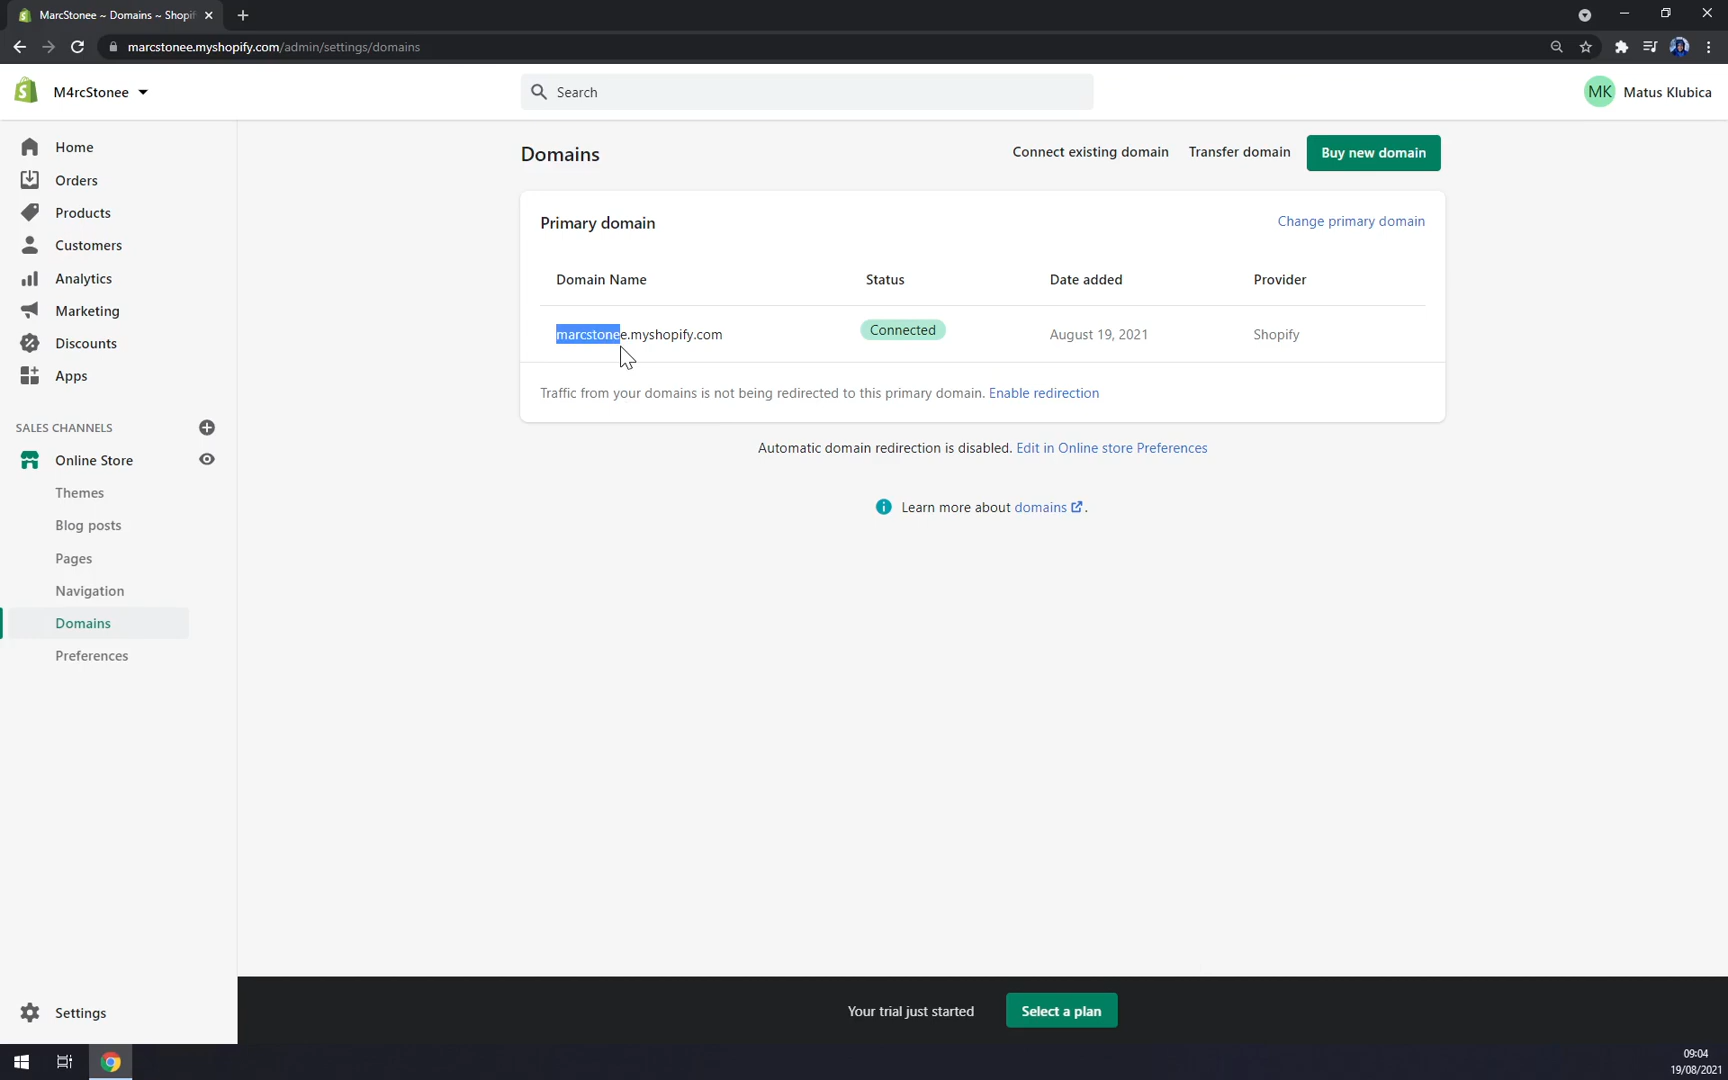 MarcStonee ~ Domains ~ Shopif
marcstonee.myshopify.com/admin/settings/domains
M4rcStonee
Search
MK Matus Klubica
Home
Orders
Products
Customers
Analytics
Marketing
Discounts
Apps
SALES CHANNELS
Online Store
Themes
Blog posts
Pages
Navigation
Domains
Preferences
Settings
Domains
Connect existing domain Transfer domain Buy new domain
Primary domain Change primary domain
Domain Name Status Date added Provider
marcstonee.myshopify.com Connected August 19, 2021 Shopify
Traffic from your domains is not being redirected to this primary domain. Enable redirection
Automatic domain redirection is disabled. Edit in Online store Preferences
Learn more about domains .
Your trial just started Select a plan
09:04
19/08/2021